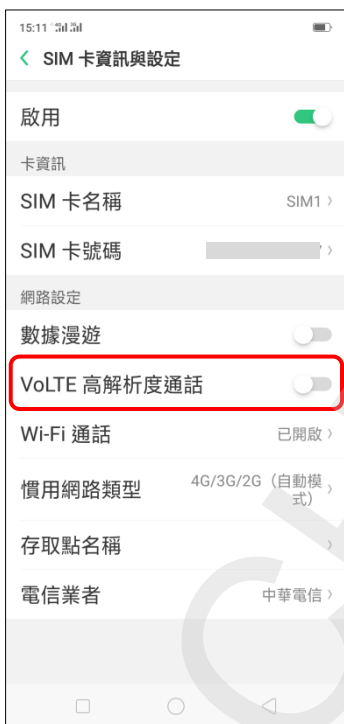 15:11
SIM 卡資訊與設定
啟用
卡資訊
SIM 卡名稱 SIM1
SIM 卡號碼
網路設定
數據漫遊
VoLTE 高解析度通話
Wi-Fi 通話 已開啟
慣用網路類型 4G/3G/2G（自動模
式）
存取點名稱
電信業者 中華電信